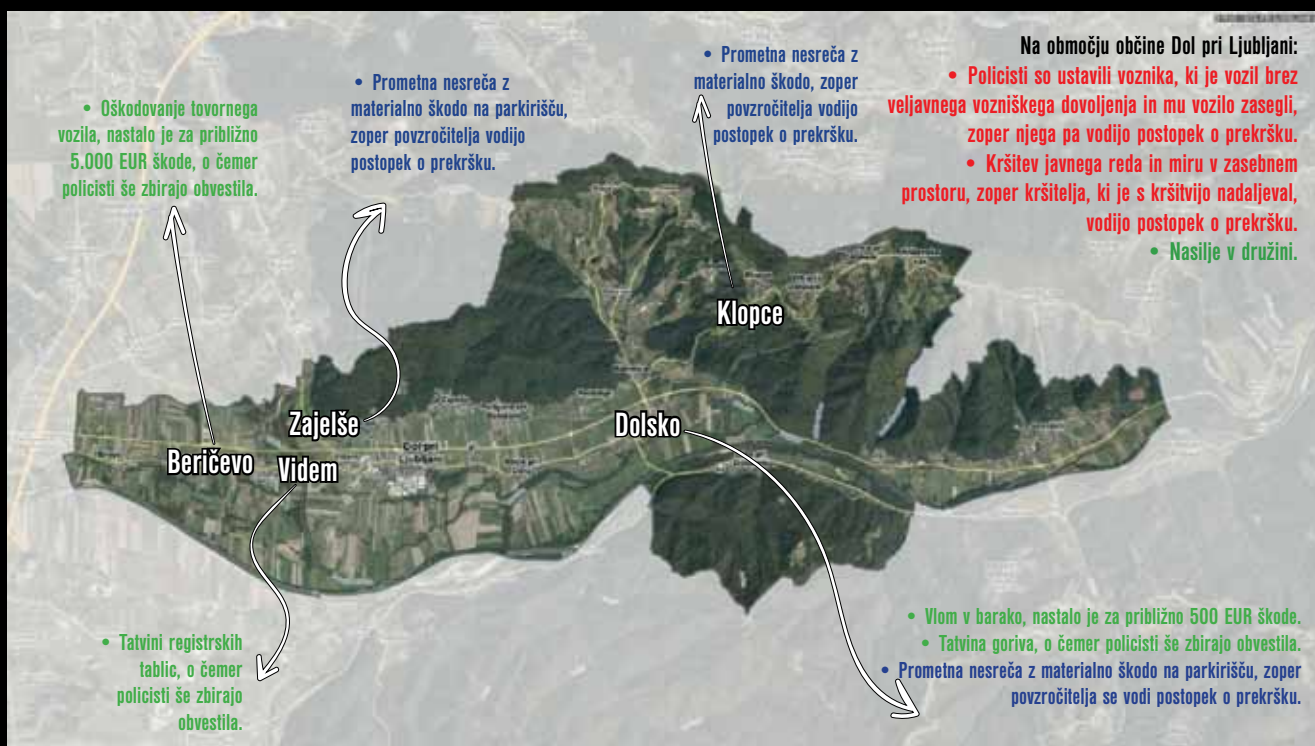 • Oškodovanje tovornega
vozila, nastalo je za približno
5.000 EUR škode, o čemer
policisti še zbirajo obvestila.
• Prometna nesreča z
materialno škodo na parkirišču,
zoper povzročitelja vodijo
postopek o prekršku.
• Prometna nesreča z
materialno škodo, zoper
povzročitelja vodijo
postopek o prekršku.
Na območju občine Dol pri Ljubljani:
• Policisti so ustavili voznika, ki je vozil brez
veljavnega vozniškega dovoljenja in mu vozilo zasegli,
zoper njega pa vodijo postopek o prekršku.
• Kršitev javnega reda in miru v zasebnem
prostoru, zoper kršitelja, ki je s kršitvijo nadaljeval,
vodijo postopek o prekršku.
• Nasilje v družini.
Klopce
Zajelše
Dolsko
Beričevo
Videm
Dol pri
Ljubljani
• Tatvini registrskih
tablic, o čemer
policisti še zbirajo
obvestila.
• Vlom v barako, nastalo je za približno 500 EUR škode.
• Tatvina goriva, o čemer policisti še zbirajo obvestila.
• Prometna nesreča z materialno škodo na parkirišču, zoper
povzročitelja se vodi postopek o prekršku.